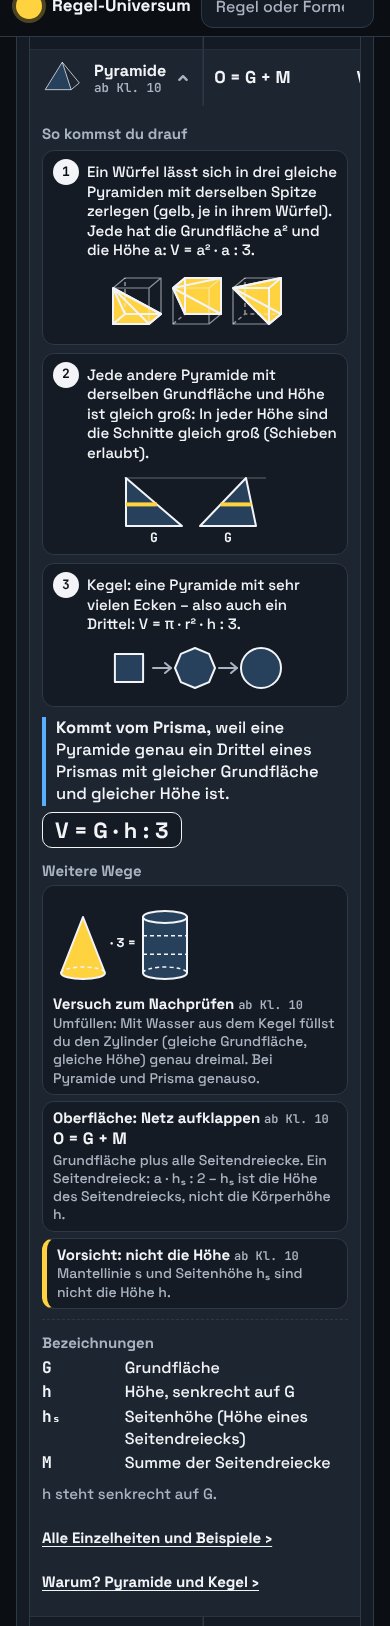 Regel-Universum
Regel oder Forme
Pyramide
ab Kl. 10
O = G + M
So kommst du drauf
1
Ein Würfel lässt sich in drei gleiche
Pyramiden mit derselben Spitze
zerlegen (gelb, je in ihrem Würfel).
Jede hat die Grundfläche a² und
die Höhe a: V = a² · a : 3.
2
Jede andere Pyramide mit
derselben Grundfläche und Höhe
ist gleich groß: In jeder Höhe sind
die Schnitte gleich groß (Schieben
erlaubt).
G G
3
Kegel: eine Pyramide mit sehr
vielen Ecken – also auch ein
Drittel: V = π · r² · h : 3.
Kommt vom Prisma, weil eine
Pyramide genau ein Drittel eines
Prismas mit gleicher Grundfläche
und gleicher Höhe ist.
V = G · h : 3
Weitere Wege
· 3 =
Versuch zum Nachprüfen ab Kl. 10
Umfüllen: Mit Wasser aus dem Kegel füllst
du den Zylinder (gleiche Grundfläche,
gleiche Höhe) genau dreimal. Bei
Pyramide und Prisma genauso.
Oberfläche: Netz aufklappen ab Kl. 10
O = G + M
Grundfläche plus alle Seitendreiecke. Ein
Seitendreieck: a · hₛ : 2 – hₛ ist die Höhe
des Seitendreiecks, nicht die Körperhöhe
h.
Vorsicht: nicht die Höhe ab Kl. 10
Mantellinie s und Seitenhöhe hₛ sind
nicht die Höhe h.
Bezeichnungen
G Grundfläche
h Höhe, senkrecht auf G
hₛ Seitenhöhe (Höhe eines
Seitendreiecks)
M Summe der Seitendreiecke
h steht senkrecht auf G.
Alle Einzelheiten und Beispiele >
Warum? Pyramide und Kegel >